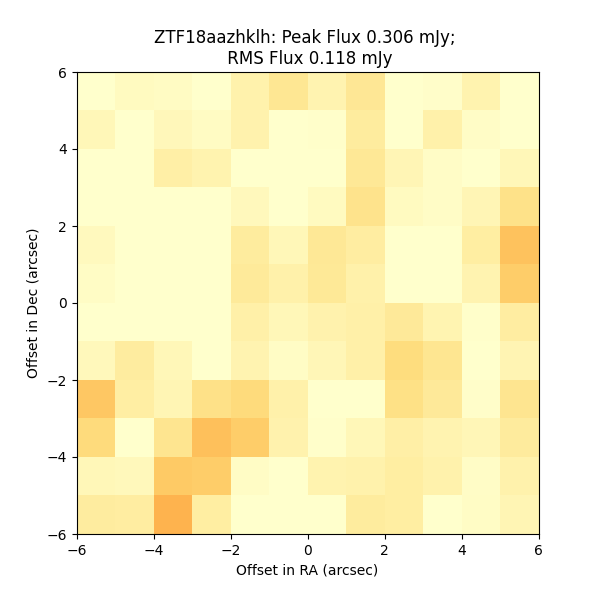 ZTF18aazhklh: Peak Flux 0.306 mJy;
RMS Flux 0.118 mJy
6
4
2
0
−2
−4
−6
Offset in Dec (arcsec)
−6 −4 −2 0 2 4 6
Offset in RA (arcsec)